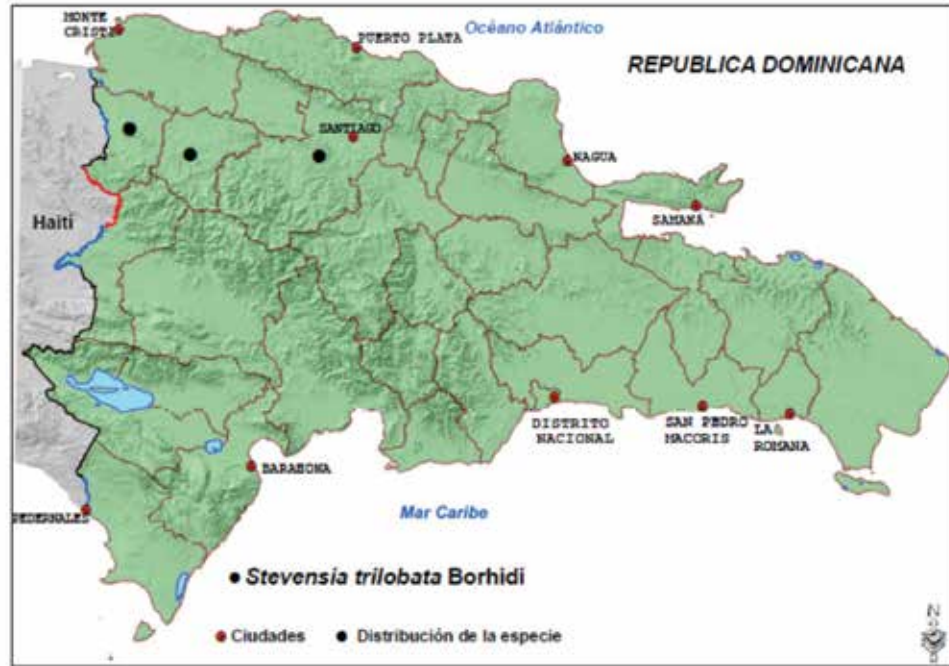 MONTE
CRISTI
Océano Atlántico
PUERTO PLATA
REPUBLICA DOMINICANA
SANTIAGO
NAGUA
Haití
SAMANÁ
DISTRITO
NACIONAL
SAN PEDRO
MACORIS
LA
ROMANA
BARAHONA
Mar Caribe
PEDERNALES
● Stevensia trilobata Borhidi
Ciudades
Distribución de la especie